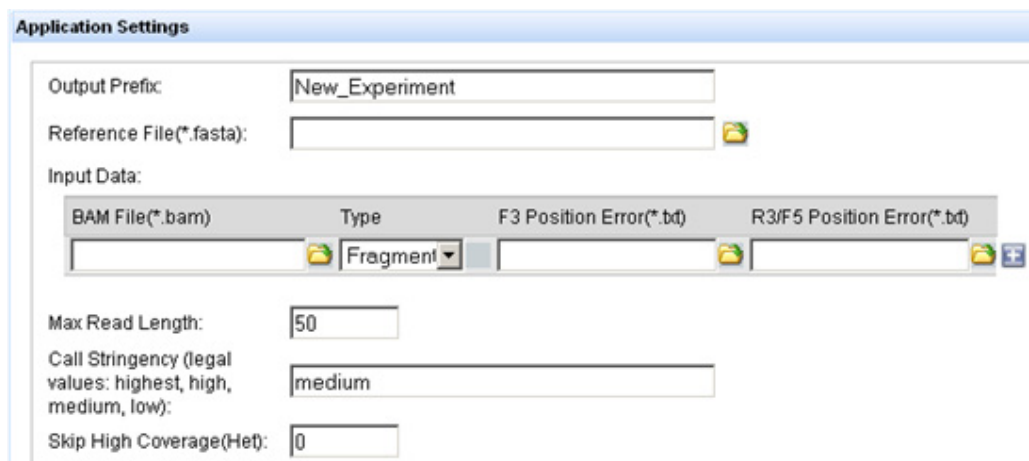 Application Settings
Output Prefix:
New_Experiment
Reference File(*.fasta):
Input Data:
BAM File(*.bam) Type F3 Position Error(*.txt) R3/F5 Position Error(*.txt)
Fragment
Max Read Length:
50
Call Stringency (legal
values: highest, high,
medium, low):
medium
Skip High Coverage(Het):
0